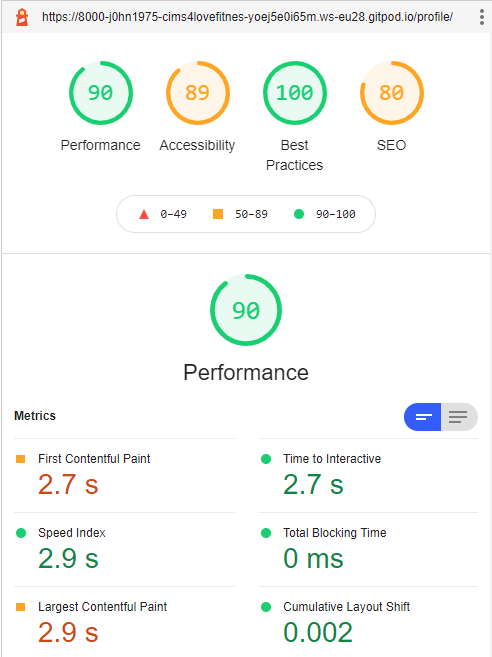 https://8000-j0hn1975-cims4lovefitnes-yoej5e0i65m.ws-eu28.gitpod.io/profile/
90 89 100 80
Performance Accessibility Best Practices SEO
0-49 50-89 90-100
90
Performance
Metrics
First Contentful Paint
2.7 s
Time to Interactive
2.7 s
Speed Index
2.9 s
Total Blocking Time
0 ms
Largest Contentful Paint
2.9 s
Cumulative Layout Shift
0.002